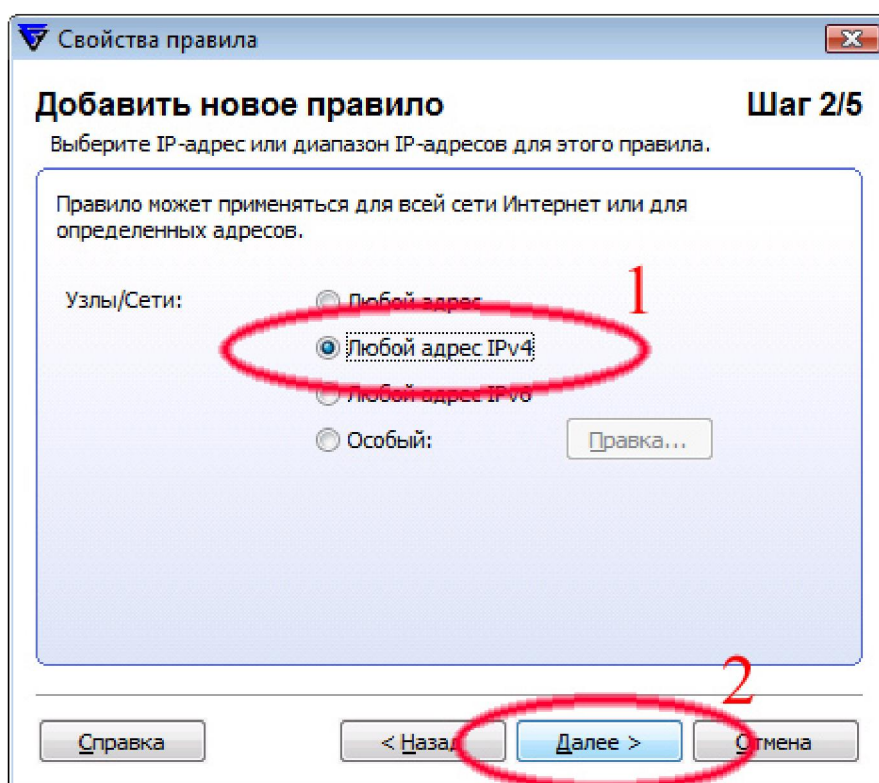 Свойства правила
Добавить новое правило Шаг 2/5
Выберите IP-адрес или диапазон IP-адресов для этого правила.
Правило может применяться для всей сети Интернет или для
определенных адресов.
Узлы/Сети: Любой адрес 1
Любой адрес IPv4
Любой адрес IPv6
Особый: Правка...
2
Справка < Назад Далее > Отмена